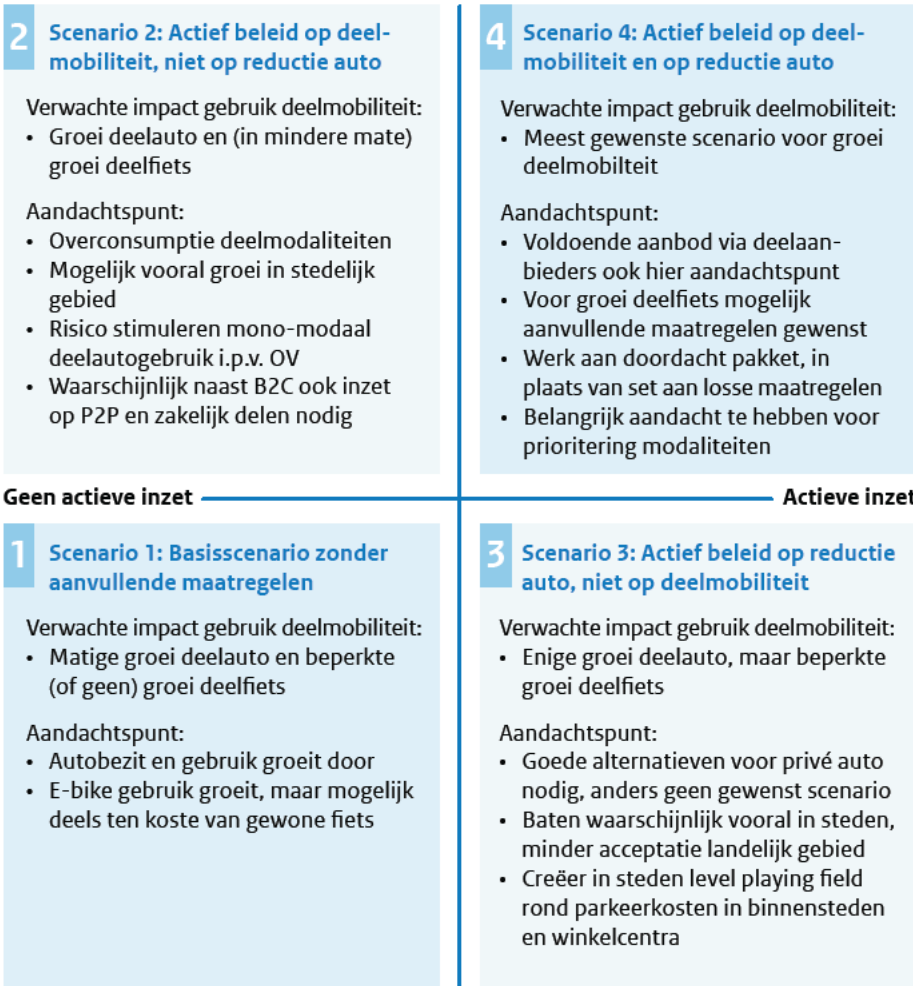 2
Scenario 2: Actief beleid op deel-
mobiliteit, niet op reductie auto
Verwachte impact gebruik deelmobiliteit:
• Groei deelauto en (in mindere mate)
groei deelfiets
Aandachtspunt:
• Overconsumptie deelmodaliteiten
• Mogelijk vooral groei in stedelijk
gebied
• Risico stimuleren mono-modaal
deelautogebruik i.p.v. OV
• Waarschijnlijk naast B2C ook inzet
op P2P en zakelijk delen nodig
4
Scenario 4: Actief beleid op deel-
mobiliteit en op reductie auto
Verwachte impact gebruik deelmobiliteit:
• Meest gewenste scenario voor groei
deelmobilteit
Aandachtspunt:
• Voldoende aanbod via deelaan-
bieders ook hier aandachtspunt
• Voor groei deelfiets mogelijk
aanvullende maatregelen gewenst
• Werk aan doordacht pakket, in
plaats van set aan losse maatregelen
• Belangrijk aandacht te hebben voor
prioritering modaliteiten
Geen actieve inzet
Actieve inzet
1
Scenario 1: Basisscenario zonder
aanvullende maatregelen
Verwachte impact gebruik deelmobiliteit:
• Matige groei deelauto en beperkte
(of geen) groei deelfiets
Aandachtspunt:
• Autobezit en gebruik groeit door
• E-bike gebruik groeit, maar mogelijk
deels ten koste van gewone fiets
3
Scenario 3: Actief beleid op reductie
auto, niet op deelmobiliteit
Verwachte impact gebruik deelmobiliteit:
• Enige groei deelauto, maar beperkte
groei deelfiets
Aandachtspunt:
• Goede alternatieven voor privé auto
nodig, anders geen gewenst scenario
• Baten waarschijnlijk vooral in steden,
minder acceptatie landelijk gebied
• Creëer in steden level playing field
rond parkeerkosten in binnensteden
en winkelcentra